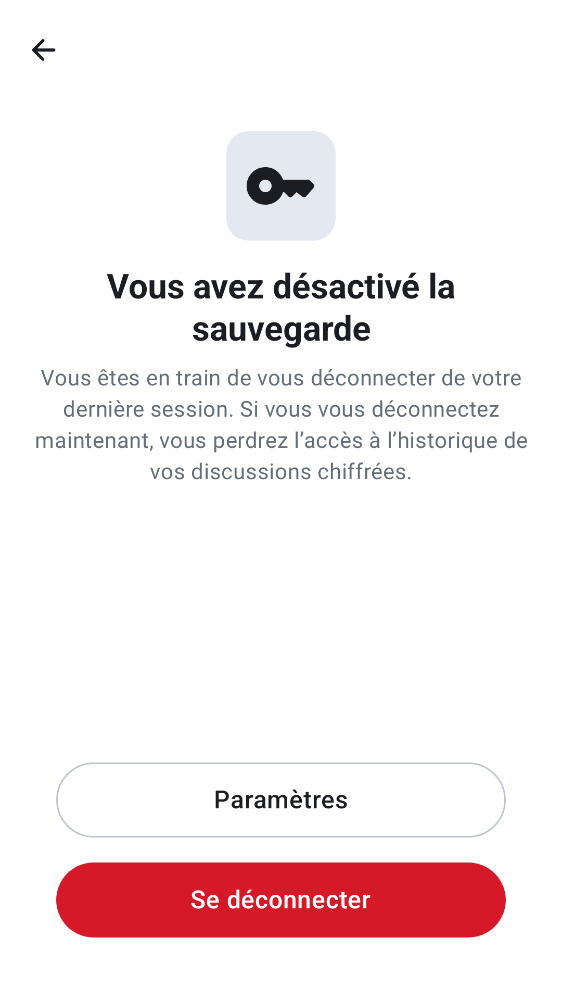 Vous avez désactivé la
sauvegarde
Vous êtes en train de vous déconnecter de votre
dernière session. Si vous vous déconnectez
maintenant, vous perdrez l’accès à l’historique de
vos discussions chiffrées.
Paramètres
Se déconnecter